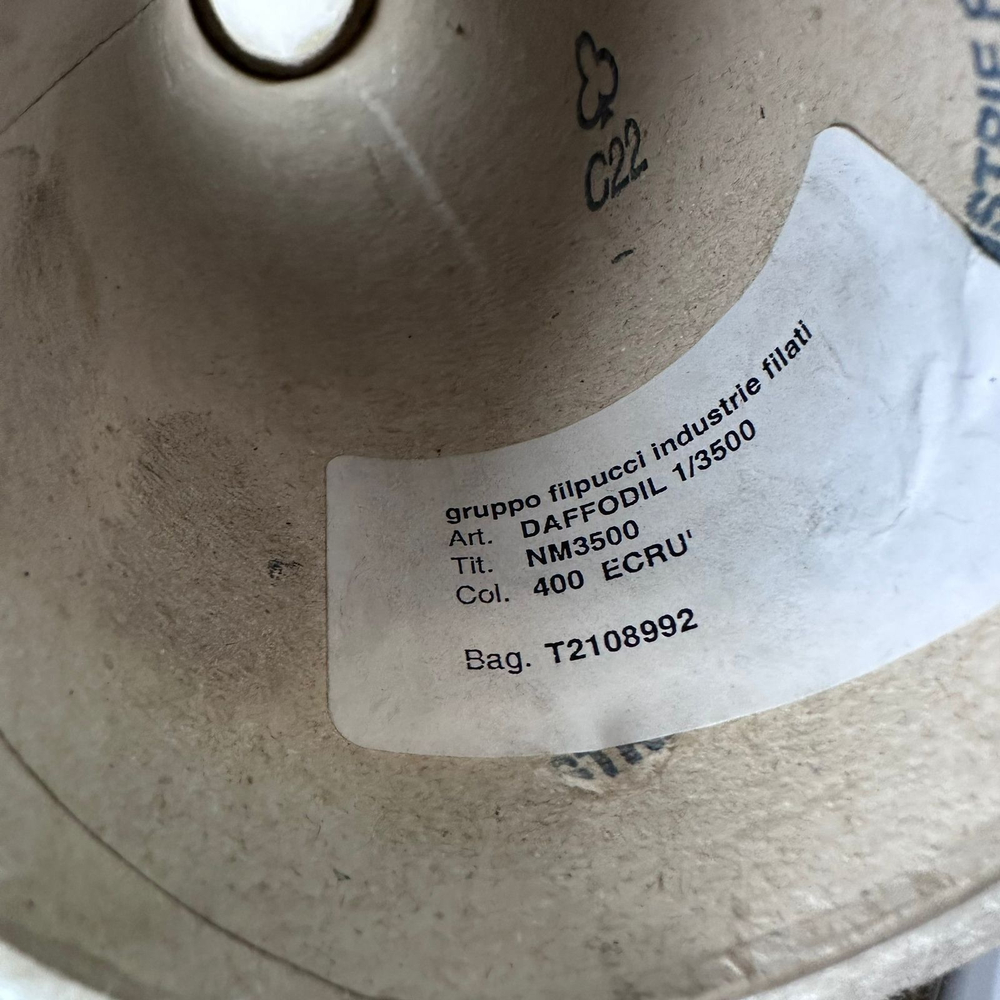 C22
gruppo filpucci industrie filati
Art. DAFFODIL 1/3500
Tit. NM3500
Col. 400 ECRU'
Bag. T2108992